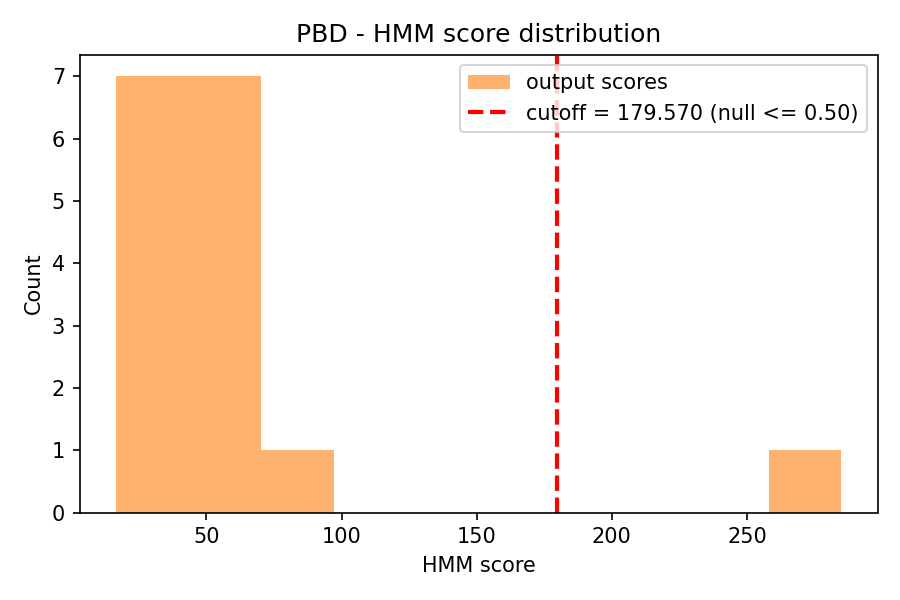 PBD - HMM score distribution
output scores
cutoff = 179.570 (null <= 0.50)
Count
7
6
5
4
3
2
1
0
50 100 150 200 250
HMM score